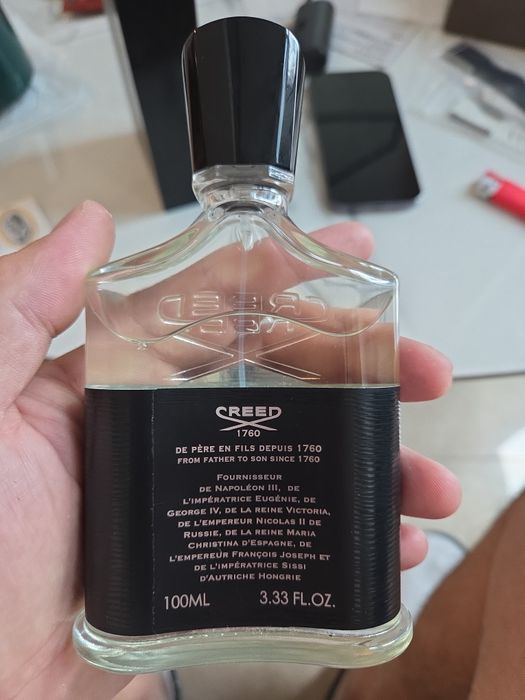 CREED
CREED
1760
DE PÈRE EN FILS DEPUIS 1760
FROM FATHER TO SON SINCE 1760
FOURNISSEUR
DE NAPOLÉON III, DE
L'IMPÉRATRICE EUGÉNIE, DE
GEORGE IV, DE LA REINE VICTORIA,
DE L'EMPEREUR NICOLAS II DE
RUSSIE, DE LA REINE MARIA
CHRISTINA D'ESPAGNE, DE
L'EMPEREUR FRANÇOIS JOSEPH ET
DE L'IMPÉRATRICE SISSI
D'AUTRICHE HONGRIE
100ML 3.33 FL.OZ.